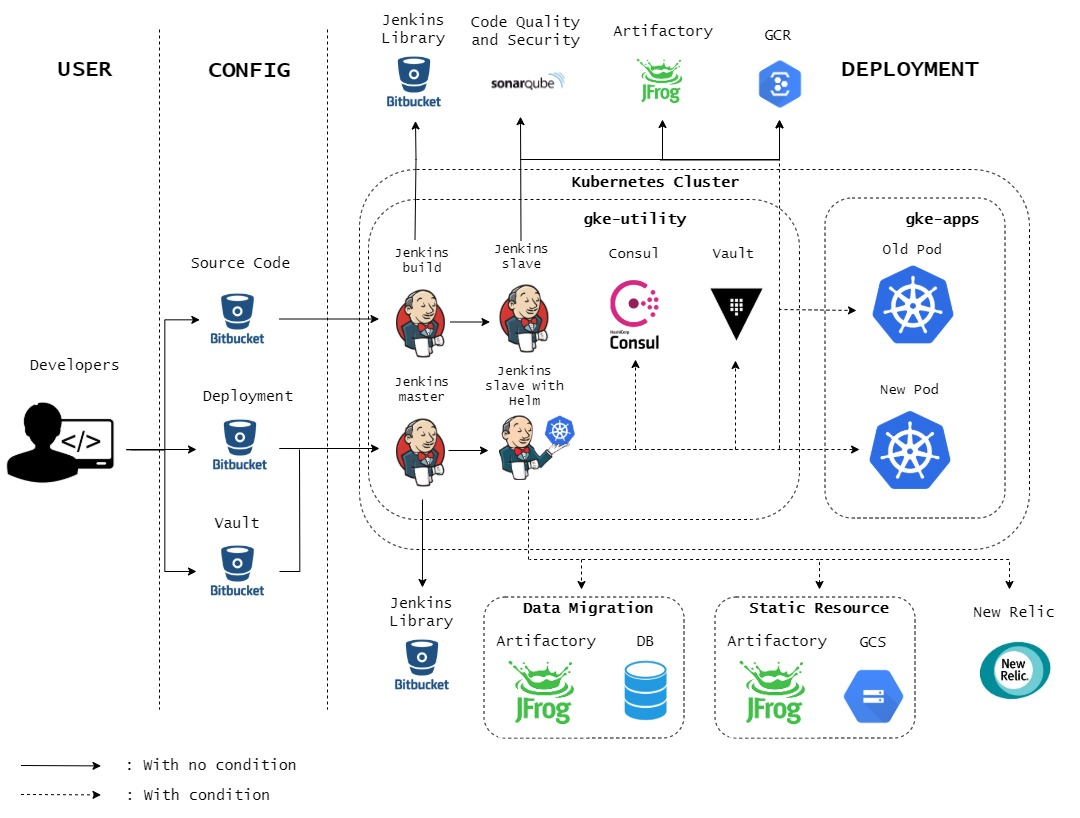 USER
CONFIG
DEPLOYMENT
Jenkins
Library
Bitbucket
Code Quality
and Security
sonarqube
Artifactory
JFrog
GCR
Kubernetes Cluster
gke-utility
gke-apps
Source Code
Bitbucket
Deployment
Bitbucket
Vault
Bitbucket
Developers
</>
Jenkins
build
Jenkins
slave
Consul
HashiCorp
Consul
Vault
Old Pod
Jenkins
master
Jenkins
slave with
Helm
New Pod
Jenkins
Library
Bitbucket
Data Migration
Artifactory
JFrog
DB
Static Resource
Artifactory
JFrog
GCS
New Relic
New
Relic.
: With no condition
: With condition